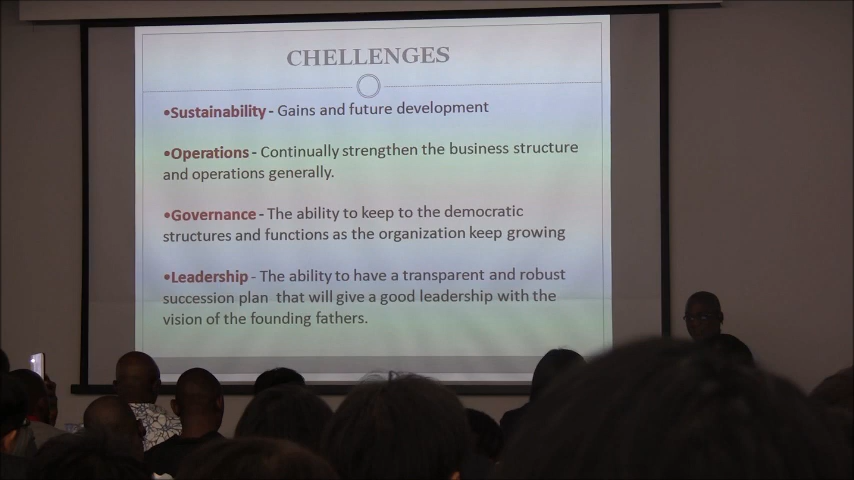 CHELLENGES
•Sustainability - Gains and future development
•Operations - Continually strengthen the business structure
and operations generally.
•Governance - The ability to keep to the democratic
structures and functions as the organization keep growing
•Leadership - The ability to have a transparent and robust
succession plan that will give a good leadership with the
vision of the founding fathers.